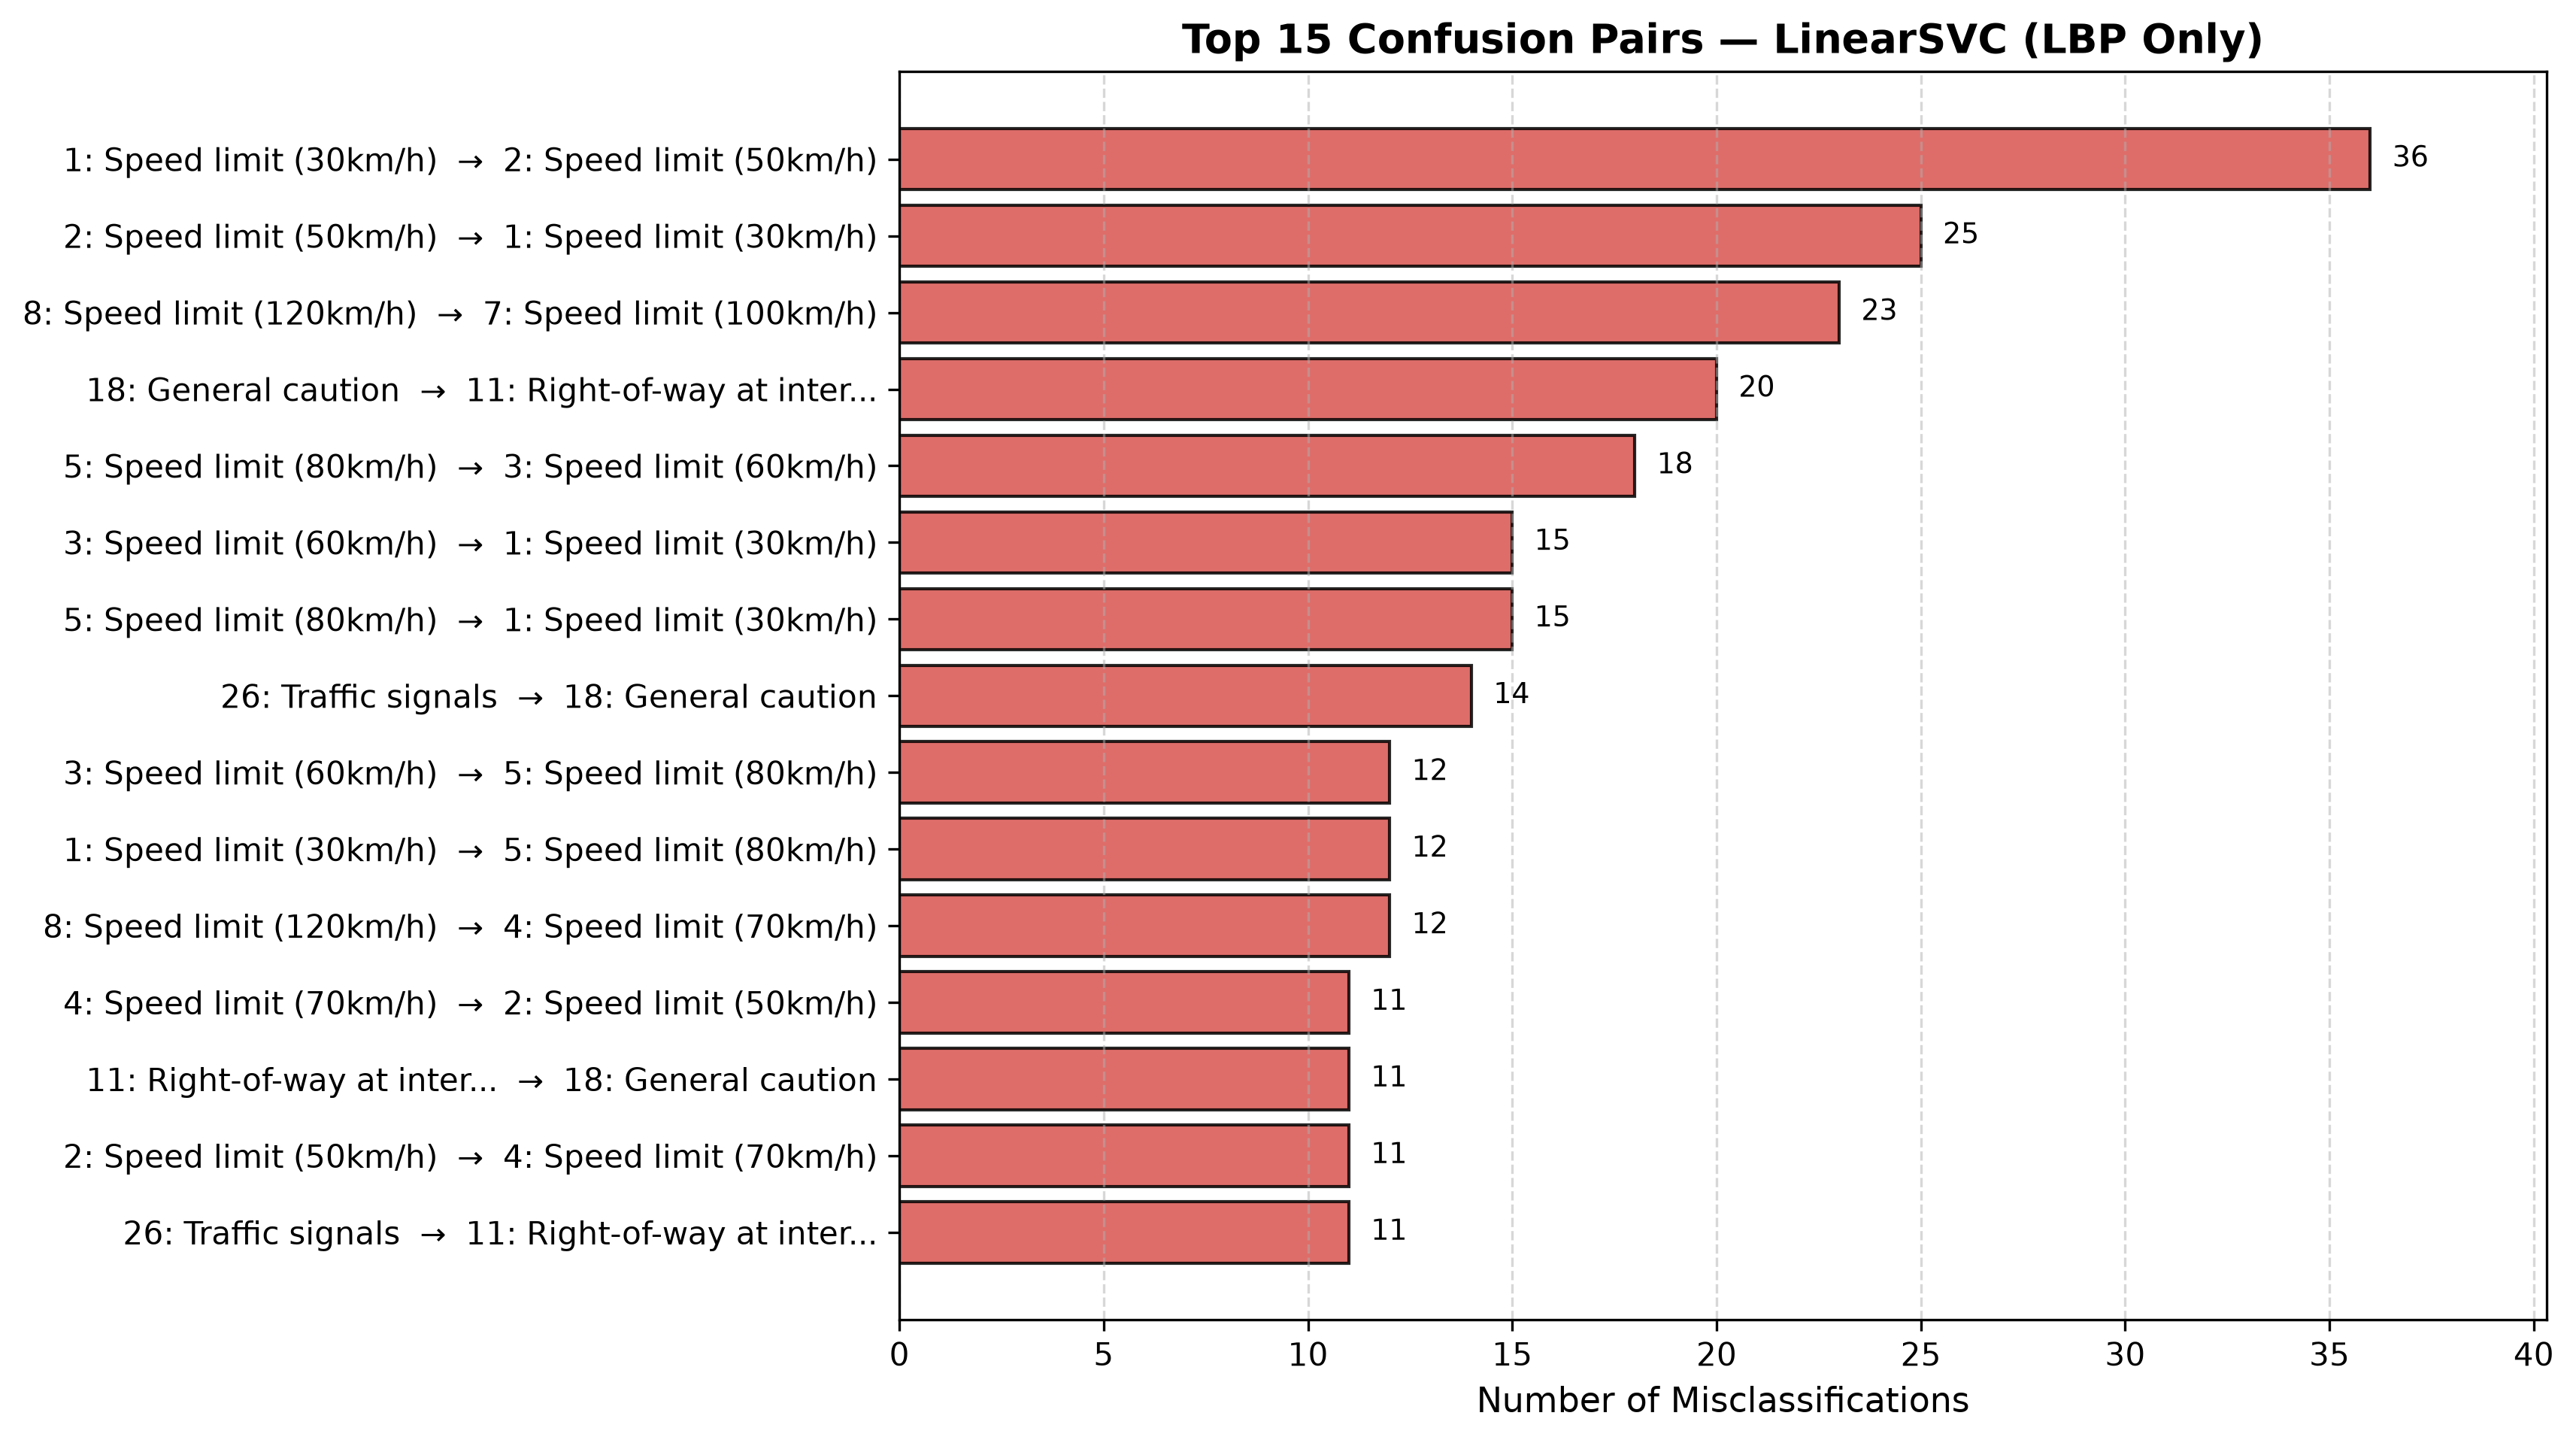 Top 15 Confusion Pairs — LinearSVC (LBP Only)
1: Speed limit (30km/h) → 2: Speed limit (50km/h) 36
2: Speed limit (50km/h) → 1: Speed limit (30km/h) 25
8: Speed limit (120km/h) → 7: Speed limit (100km/h) 23
18: General caution → 11: Right-of-way at inter... 20
5: Speed limit (80km/h) → 3: Speed limit (60km/h) 18
3: Speed limit (60km/h) → 1: Speed limit (30km/h) 15
5: Speed limit (80km/h) → 1: Speed limit (30km/h) 15
26: Traffic signals → 18: General caution 14
3: Speed limit (60km/h) → 5: Speed limit (80km/h) 12
1: Speed limit (30km/h) → 5: Speed limit (80km/h) 12
8: Speed limit (120km/h) → 4: Speed limit (70km/h) 12
4: Speed limit (70km/h) → 2: Speed limit (50km/h) 11
11: Right-of-way at inter... → 18: General caution 11
2: Speed limit (50km/h) → 4: Speed limit (70km/h) 11
26: Traffic signals → 11: Right-of-way at inter... 11
0 5 10 15 20 25 30 35 40
Number of Misclassifications